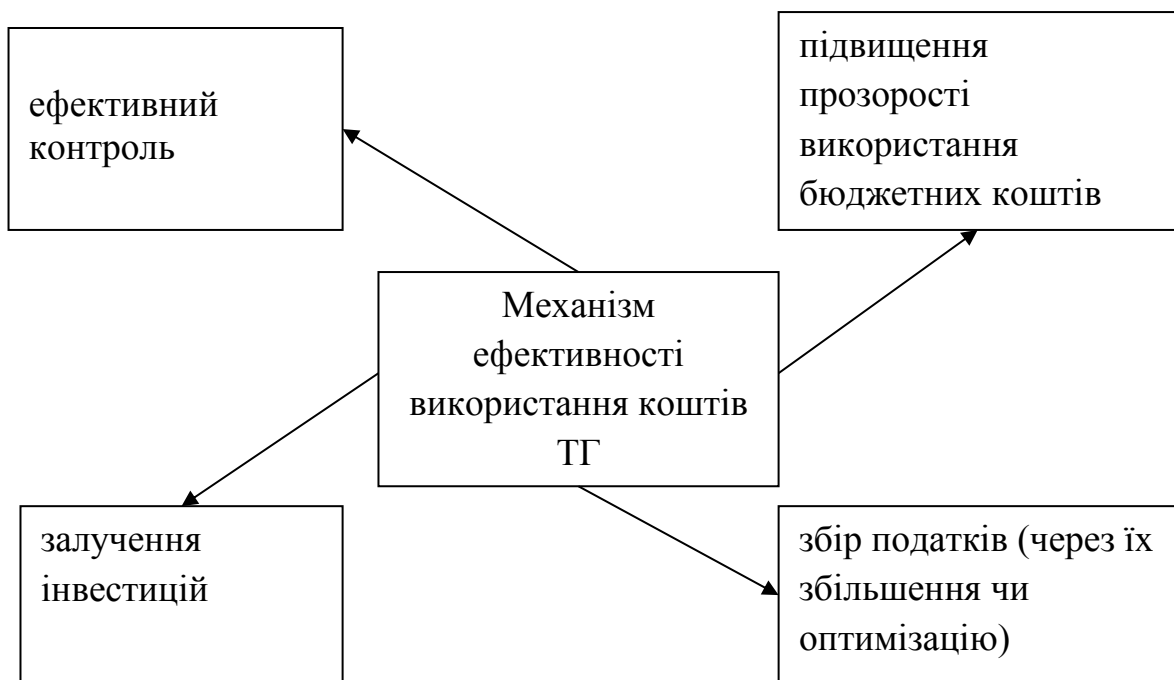 ефективний
контроль
підвищення
прозорості
використання
бюджетних коштів
Механізм
ефективності
використання коштів
ТГ
залучення
інвестицій
збір податків (через їх
збільшення чи
оптимізацію)